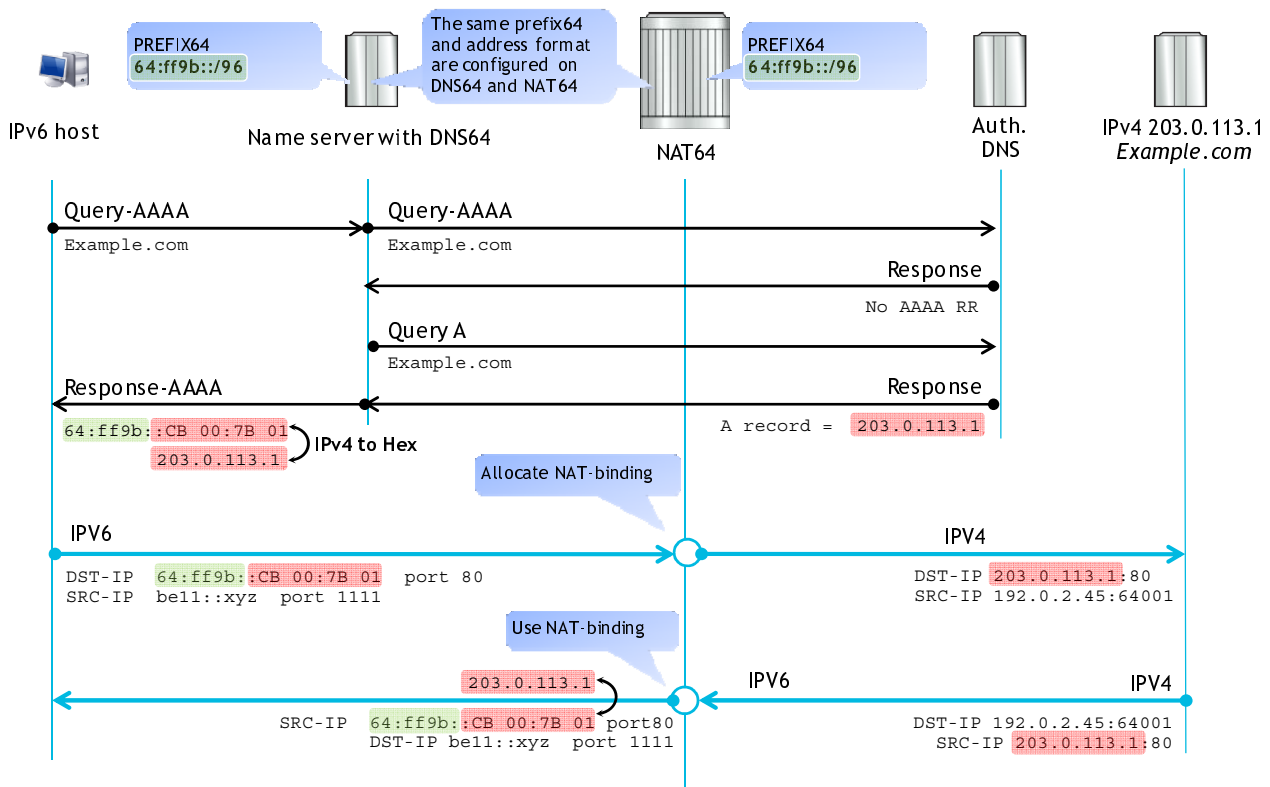 PREFIX64
64:ff9b::/96
The same prefix64
and address format
are configured on
DNS64 and NAT64
PREFIX64
64:ff9b::/96
IPv6 host
Name server with DNS64
NAT64
Auth.
DNS
IPv4 203.0.113.1
Example.com
Query-AAAA
Example.com
Query-AAAA
Example.com
Response
No AAAA RR
Query A
Example.com
Response-AAAA
Response
64:ff9b::CB 00:7B 01
203.0.113.1
IPv4 to Hex
A record = 203.0.113.1
Allocate NAT-binding
IPV6
IPV4
DST-IP 64:ff9b::CB 00:7B 01 port 80
SRC-IP be11::xyz port 1111
DST-IP 203.0.113.1:80
SRC-IP 192.0.2.45:64001
Use NAT-binding
203.0.113.1
IPV6
IPV4
SRC-IP 64:ff9b::CB 00:7B 01 port80
DST-IP be11::xyz port 1111
DST-IP 192.0.2.45:64001
SRC-IP 203.0.113.1:80